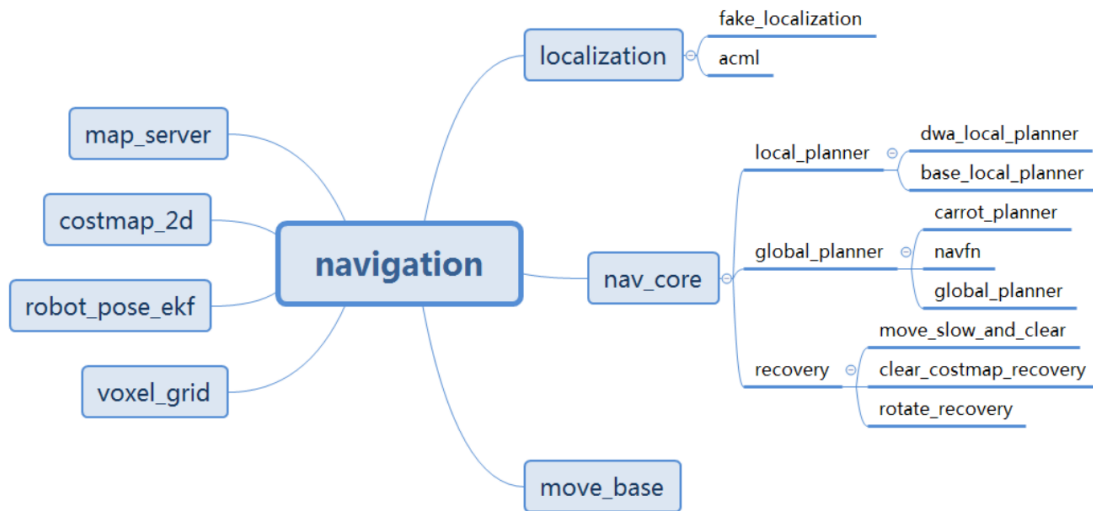 fake_localization
localization
acml
map_server
dwa_local_planner
local_planner
base_local_planner
costmap_2d
carrot_planner
navigation
global_planner
navfn
nav_core
global_planner
robot_pose_ekf
move_slow_and_clear
voxel_grid
recovery
clear_costmap_recovery
rotate_recovery
move_base